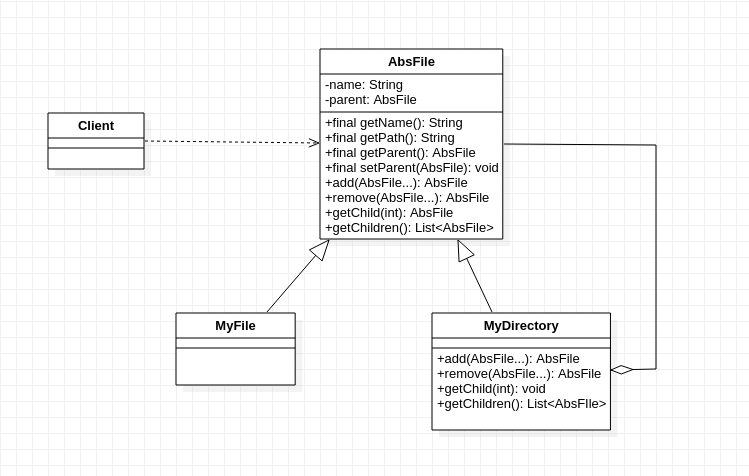 AbsFile
-name: String
-parent: AbsFile
+final getName(): String
+final getPath(): String
+final getParent(): AbsFile
+final setParent(AbsFile): void
+add(AbsFile...): AbsFile
+remove(AbsFile...): AbsFile
+getChild(int): AbsFile
+getChildren(): List<AbsFile>
Client
MyFile
MyDirectory
+add(AbsFile...): AbsFile
+remove(AbsFile...): AbsFile
+getChild(int): void
+getChildren(): List<AbsFIle>